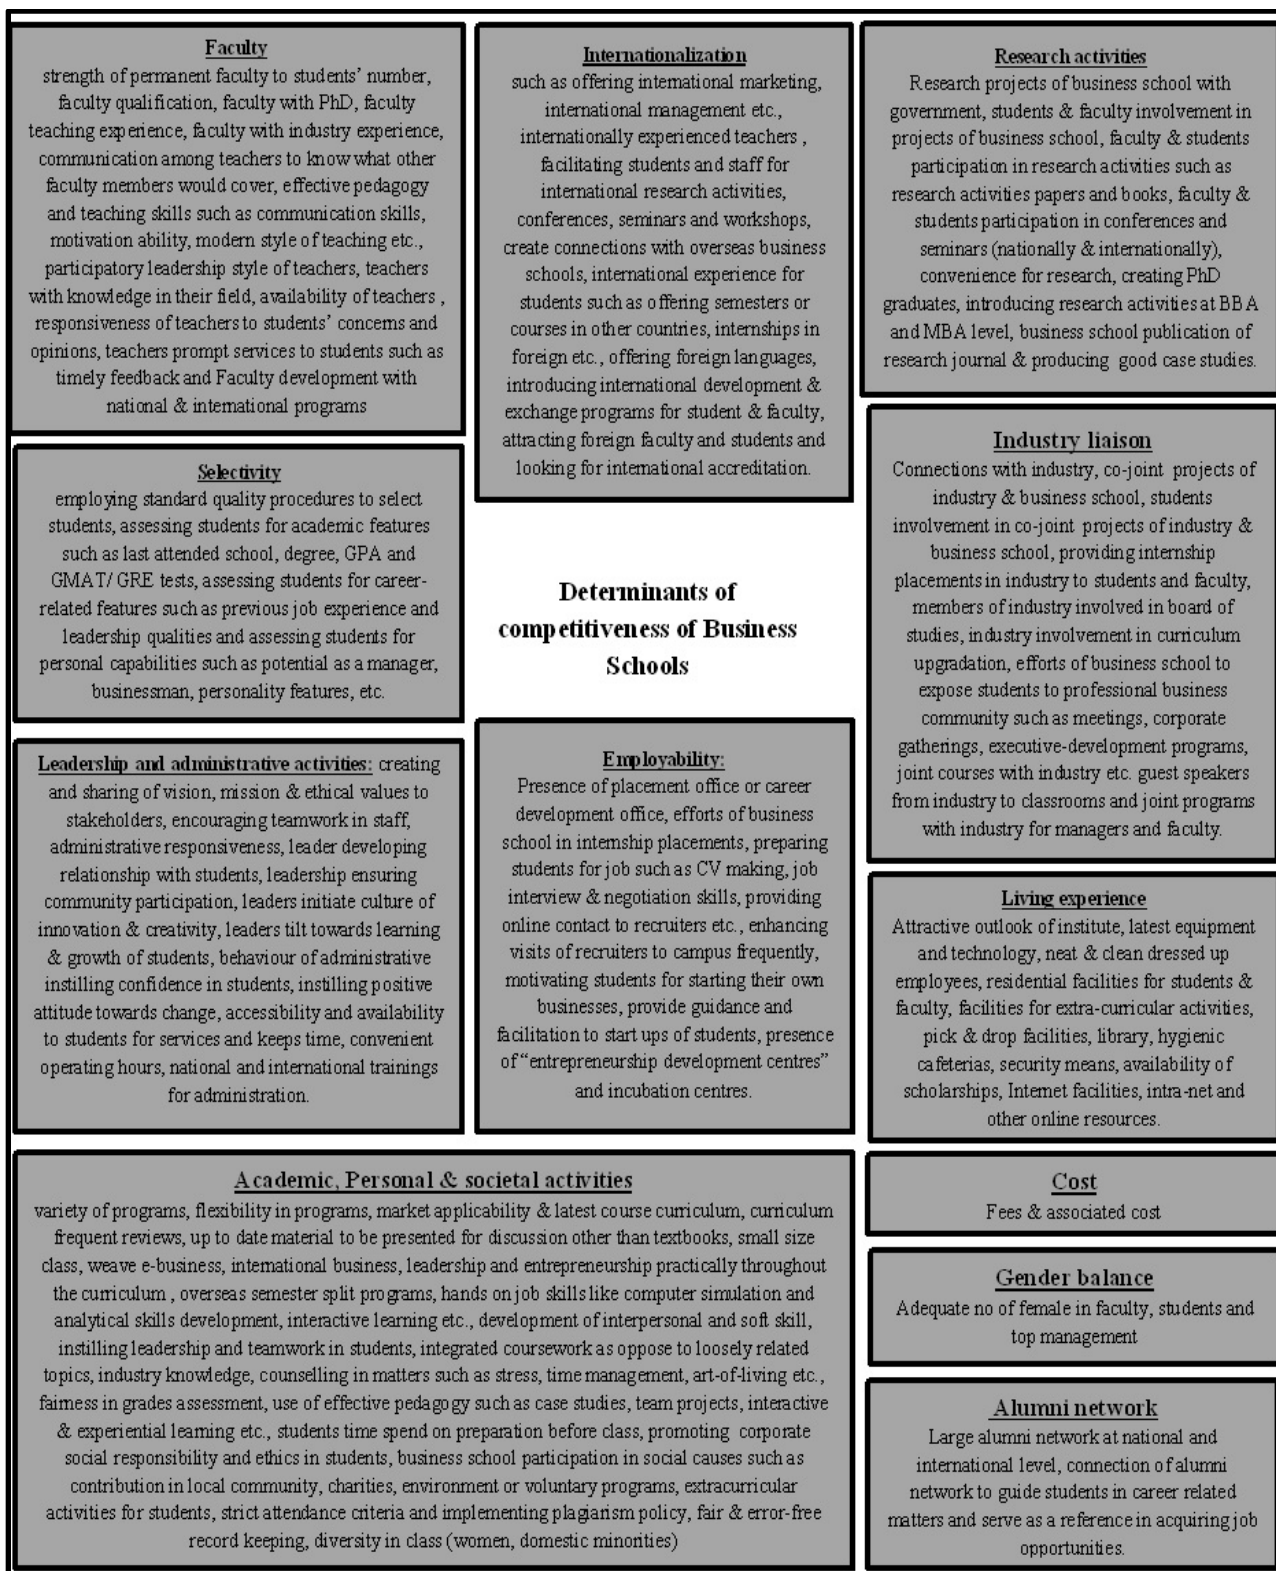 Faculty
strength of permanent faculty to students’ number,
faculty qualification, faculty with PhD, faculty
teaching experience, faculty with industry experience,
communication among teachers to know what other
faculty members would cover, effective pedagogy
and teaching skills such as communication skills,
motivation ability, modern style of teaching etc.,
participatory leadership style of teachers, teachers
with knowledge in their field, availability of teachers ,
responsiveness of teachers to students’ concerns and
opinions, teachers prompt services to students such as
timely feedback and Faculty development with
national & international programs
Internationalization
such as offering international marketing,
international management etc.,
internationally experienced teachers ,
facilitating students and staff for
international research activities,
conferences, seminars and workshops,
create connections with overseas business
schools, international experience for
students such as offering semesters or
courses in other countries, internships in
foreign etc., offering foreign languages,
introducing international development &
exchange programs for student & faculty,
attracting foreign faculty and students and
looking for international accreditation.
Research activities
Research projects of business school with
government, students & faculty involvement in
projects of business school, faculty & students
participation in research activities such as
research activities papers and books, faculty &
students participation in conferences and
seminars (nationally & internationally),
convenience for research, creating PhD
graduates, introducing research activities at BBA
and MBA level, business school publication of
research journal & producing good case studies.
Selectivity
employing standard quality procedures to select
students, assessing students for academic features
such as last attended school, degree, GPA and
GMAT/ GRE tests, assessing students for career-
related features such as previous job experience and
leadership qualities and assessing students for
personal capabilities such as potential as a manager,
businessman, personality features, etc.
Determinants of
competitiveness of Business
Schools
Industry liaison
Connections with industry, co-joint projects of
industry & business school, students
involvement in co-joint projects of industry &
business school, providing internship
placements in industry to students and faculty,
members of industry involved in board of
studies, industry involvement in curriculum
upgradation, efforts of business school to
expose students to professional business
community such as meetings, corporate
gatherings, executive-development programs,
joint courses with industry etc. guest speakers
from industry to classrooms and joint programs
with industry for managers and faculty.
Leadership and administrative activities: creating
and sharing of vision, mission & ethical values to
stakeholders, encouraging teamwork in staff,
administrative responsiveness, leader developing
relationship with students, leadership ensuring
community participation, leaders initiate culture of
innovation & creativity, leaders tilt towards learning
& growth of students, behaviour of administrative
instilling confidence in students, instilling positive
attitude towards change, accessibility and availability
to students for services and keeps time, convenient
operating hours, national and international trainings
for administration.
Employability:
Presence of placement office or career
development office, efforts of business
school in internship placements, preparing
students for job such as CV making, job
interview & negotiation skills, providing
online contact to recruiters etc., enhancing
visits of recruiters to campus frequently,
motivating students for starting their own
businesses, provide guidance and
facilitation to start ups of students, presence
of “entrepreneurship development centres”
and incubation centres.
Living experience
Attractive outlook of institute, latest equipment
and technology, neat & clean dressed up
employees, residential facilities for students &
faculty, facilities for extra-curricular activities,
pick & drop facilities, library, hygienic
cafeterias, security means, availability of
scholarships, Internet facilities, intra-net and
other online resources.
Academic, Personal & societal activities
variety of programs, flexibility in programs, market applicability & latest course curriculum, curriculum
frequent reviews, up to date material to be presented for discussion other than textbooks, small size
class, weave e-business, international business, leadership and entrepreneurship practically throughout
the curriculum , overseas semester split programs, hands on job skills like computer simulation and
analytical skills development, interactive learning etc., development of interpersonal and soft skill,
instilling leadership and teamwork in students, integrated coursework as oppose to loosely related
topics, industry knowledge, counselling in matters such as stress, time management, art-of-living etc.,
fairness in grades assessment, use of effective pedagogy such as case studies, team projects, interactive
& experiential learning etc., students time spend on preparation before class, promoting corporate
social responsibility and ethics in students, business school participation in social causes such as
contribution in local community, charities, environment or voluntary programs, extracurricular
activities for students, strict attendance criteria and implementing plagiarism policy, fair & error-free
record keeping, diversity in class (women, domestic minorities)
Cost
Fees & associated cost
Gender balance
Adequate no of female in faculty, students and
top management
Alumni network
Large alumni network at national and
international level, connection of alumni
network to guide students in career related
matters and serve as a reference in acquiring job
opportunities.